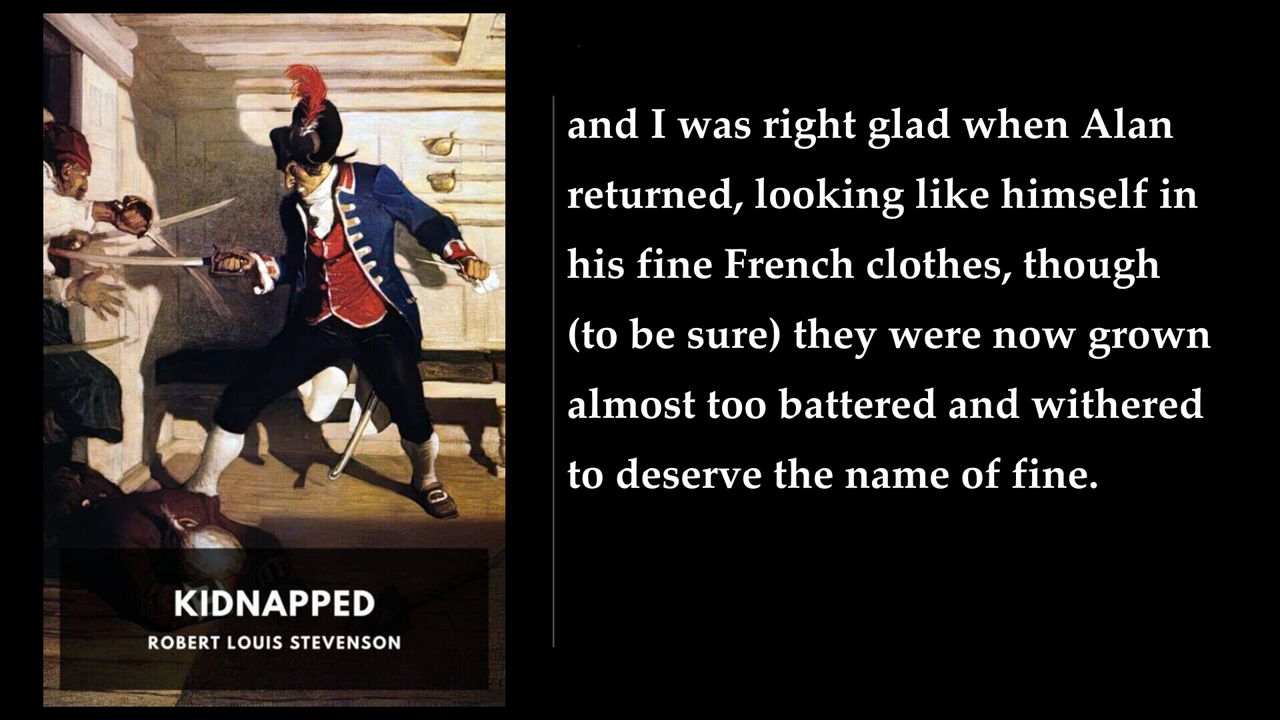 and I was right glad when Alan
returned, looking like himself in
his fine French clothes, though
(to be sure) they were now grown
almost too battered and withered
to deserve the name of fine.
KIDNAPPED
ROBERT LOUIS STEVENSON